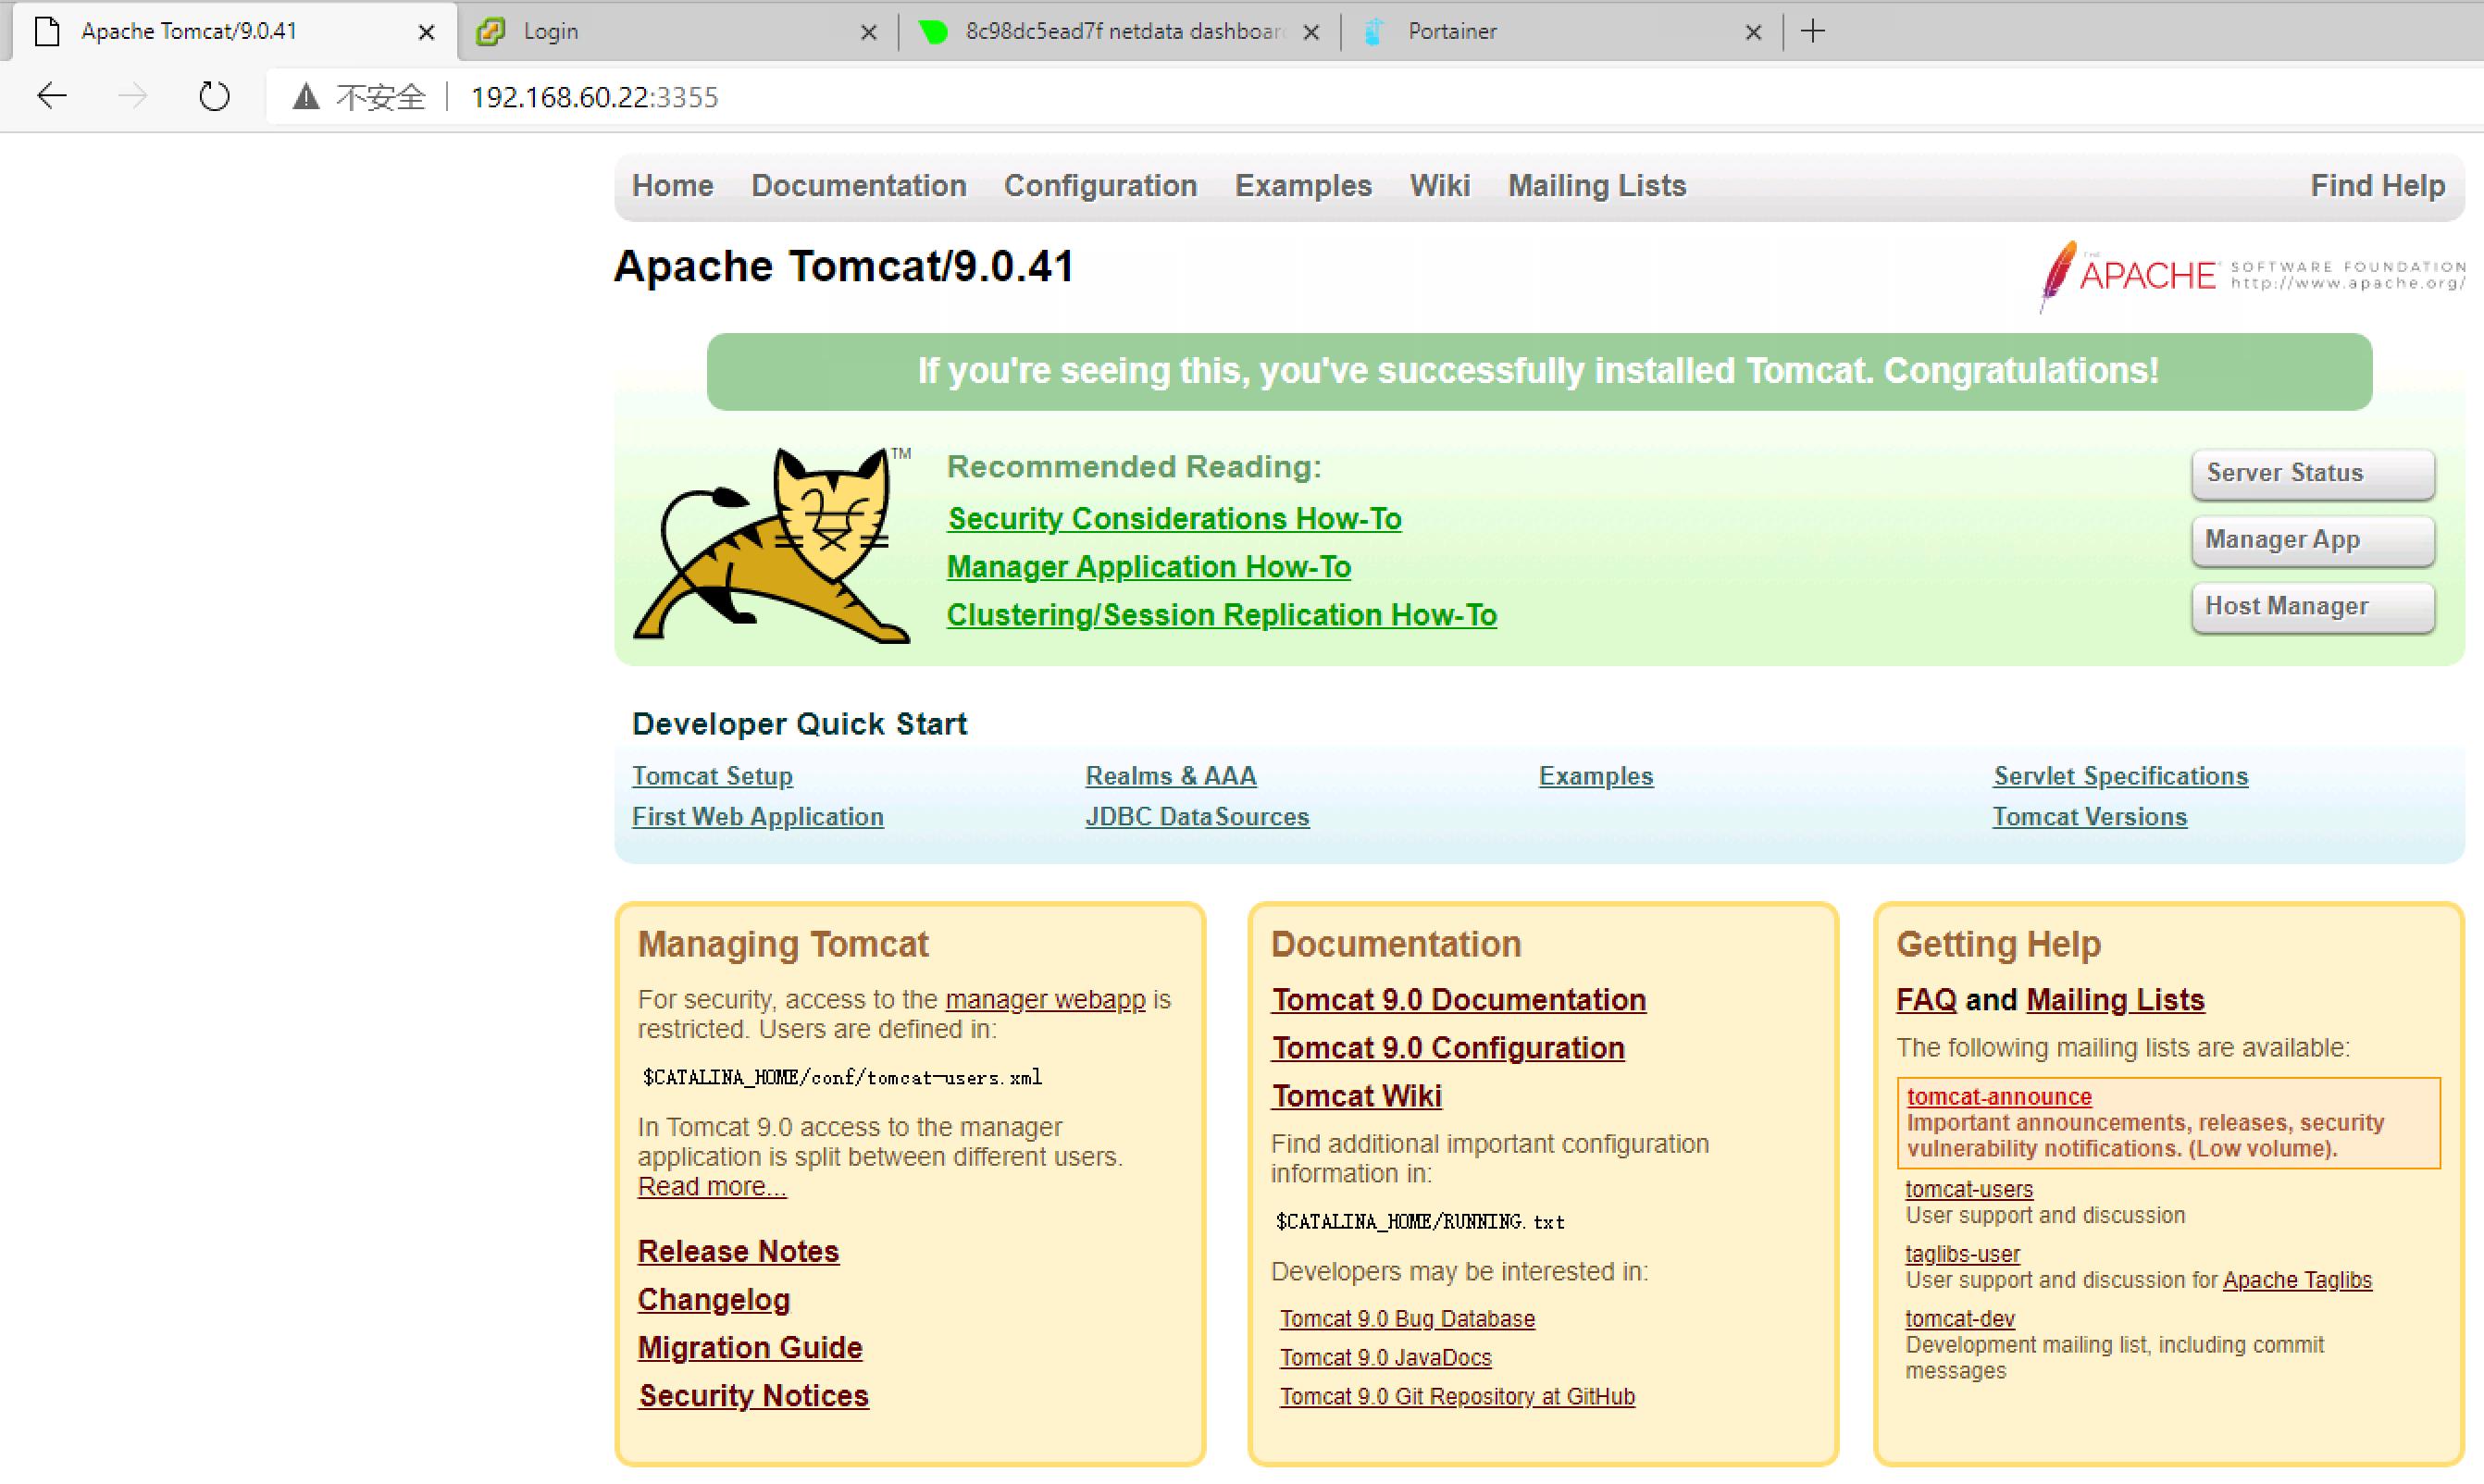 Apache Tomcat/9.0.41
Login
8c98dc5ead7f netdata dashboar
Portainer
不安全
192.168.60.22:3355
Home Documentation Configuration Examples Wiki Mailing Lists Find Help
Apache Tomcat/9.0.41
APACHE SOFTWARE FOUNDATION
http://www.apache.org/
If you're seeing this, you've successfully installed Tomcat. Congratulations!
TM
Recommended Reading:
Security Considerations How-To
Manager Application How-To
Clustering/Session Replication How-To
Server Status
Manager App
Host Manager
Developer Quick Start
Tomcat Setup
First Web Application
Realms & AAA
JDBC DataSources
Examples
Servlet Specifications
Tomcat Versions
Managing Tomcat
For security, access to the manager webapp is
restricted. Users are defined in:
$CATALINA_HOME/conf/tomcat-users.xml
In Tomcat 9.0 access to the manager
application is split between different users.
Read more...
Release Notes
Changelog
Migration Guide
Security Notices
Documentation
Tomcat 9.0 Documentation
Tomcat 9.0 Configuration
Tomcat Wiki
Find additional important configuration
information in:
$CATALINA_HOME/RUNNING.txt
Developers may be interested in:
Tomcat 9.0 Bug Database
Tomcat 9.0 JavaDocs
Tomcat 9.0 Git Repository at GitHub
Getting Help
FAQ and Mailing Lists
The following mailing lists are available:
tomcat-announce
Important announcements, releases, security
vulnerability notifications. (Low volume).
tomcat-users
User support and discussion
taglibs-user
User support and discussion for Apache Taglibs
tomcat-dev
Development mailing list, including commit
messages